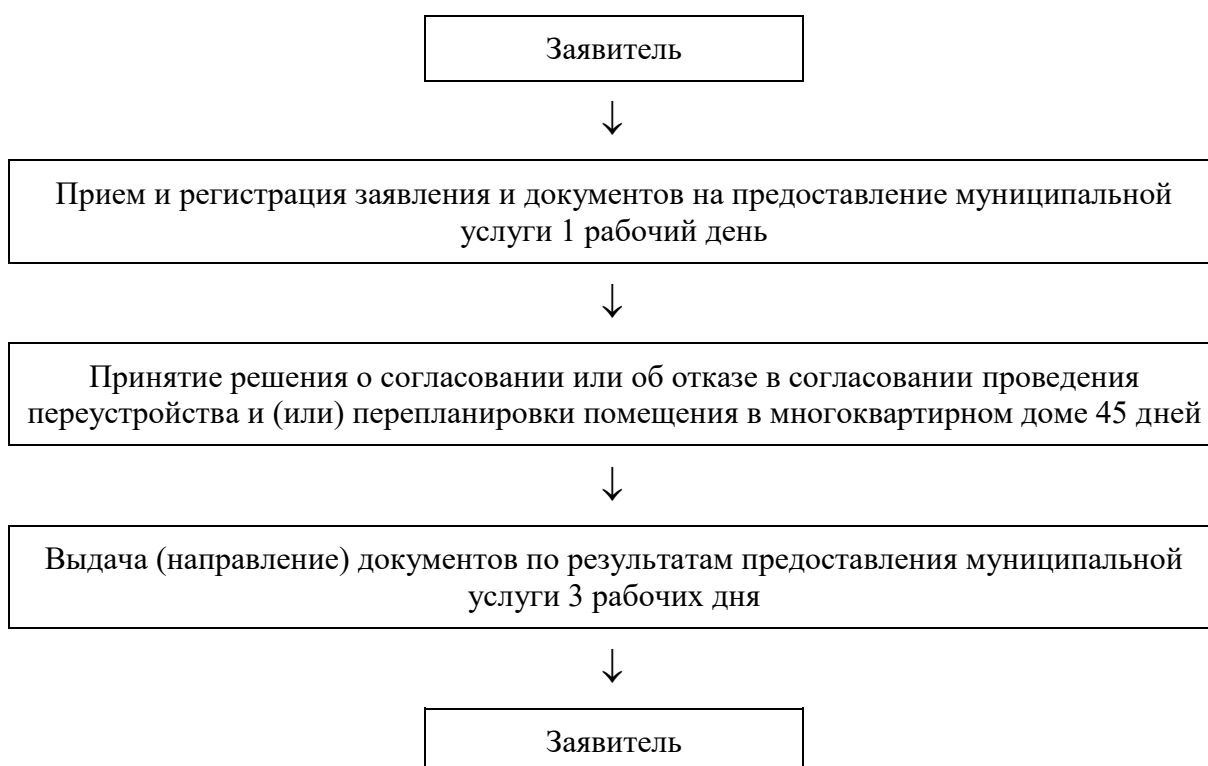 Заявитель
Прием и регистрация заявления и документов на предоставление муниципальной
услуги 1 рабочий день
Принятие решения о согласовании или об отказе в согласовании проведения
переустройства и (или) перепланировки помещения в многоквартирном доме 45 дней
Выдача (направление) документов по результатам предоставления муниципальной
услуги 3 рабочих дня
Заявитель